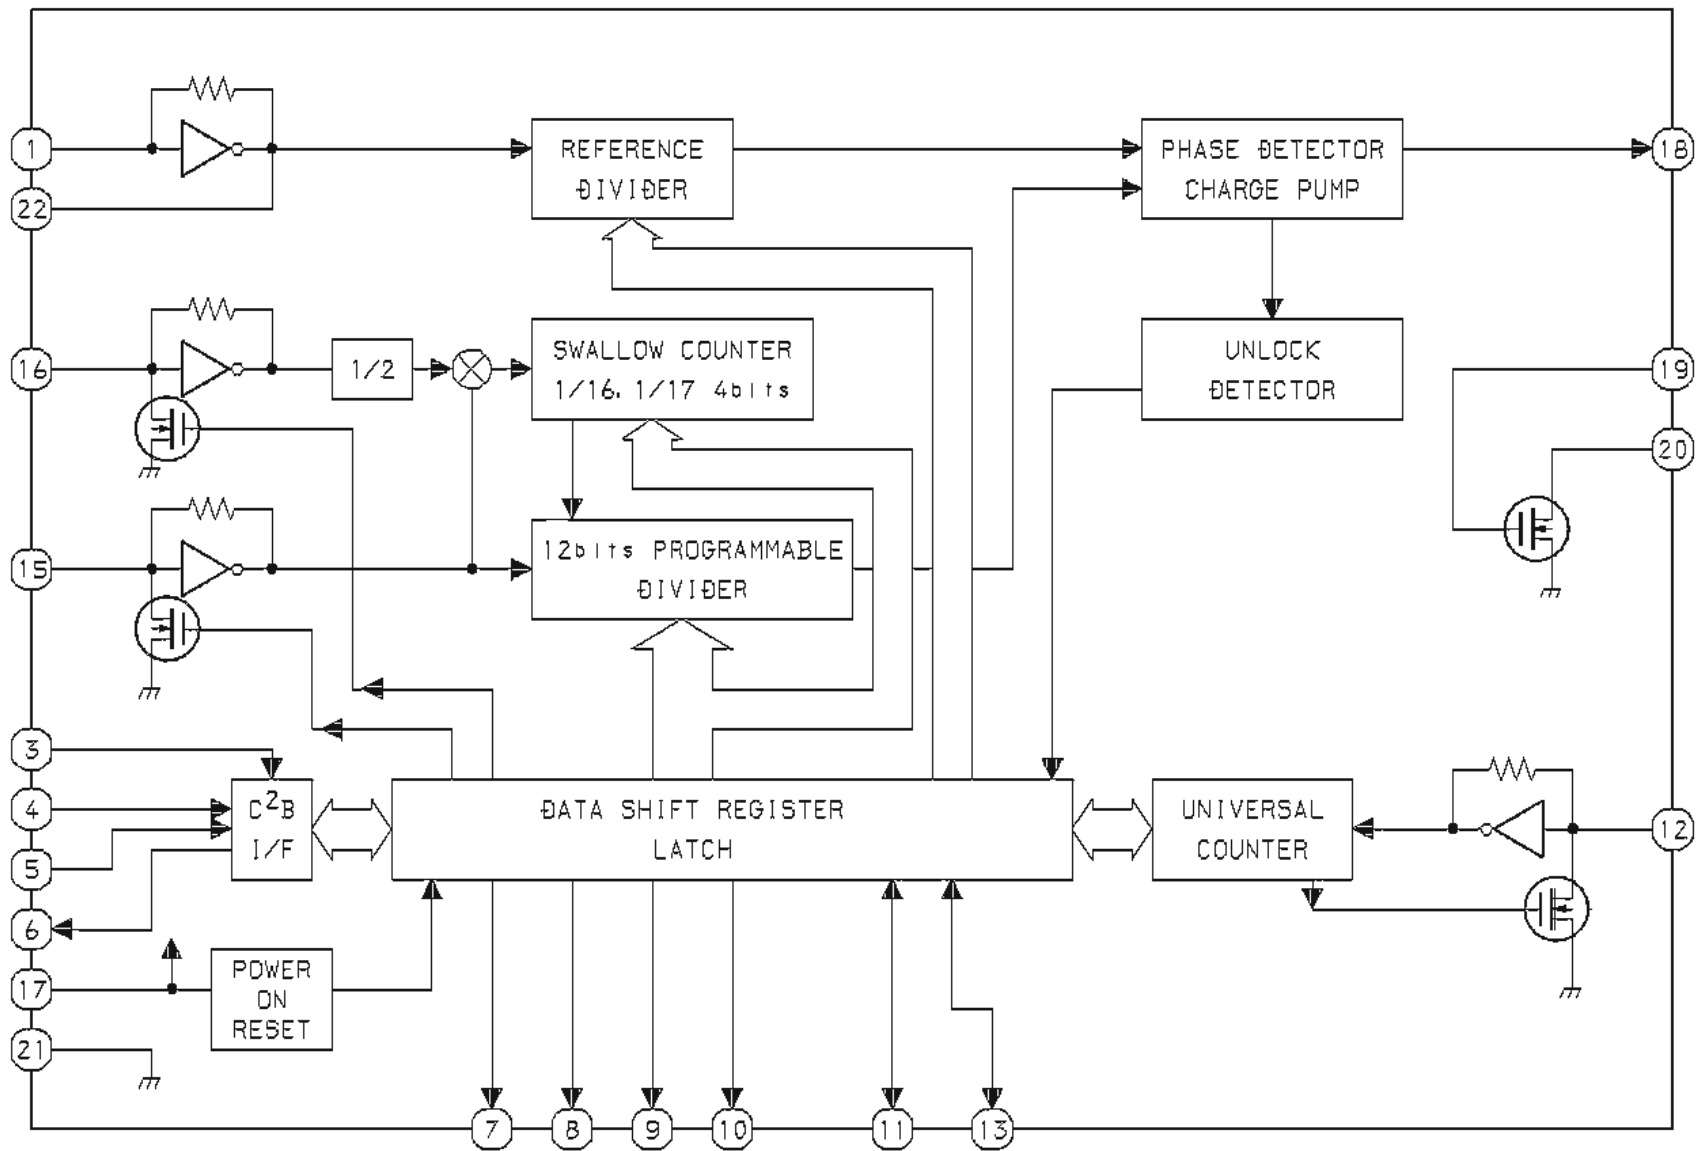 1
REFERENCE
DIVIDER
PHASE DETECTOR
CHARGE PUMP
18
22
16
1/2
SWALLOW COUNTER
1/16, 1/17 4bits
UNLOCK
DETECTOR
19
20
15
12bits PROGRAMMABLE
DIVIDER
3
4
5
6
C²B
I/F
DATA SHIFT REGISTER
LATCH
UNIVERSAL
COUNTER
12
17
POWER
ON
RESET
21
7
8
9
10
11
13